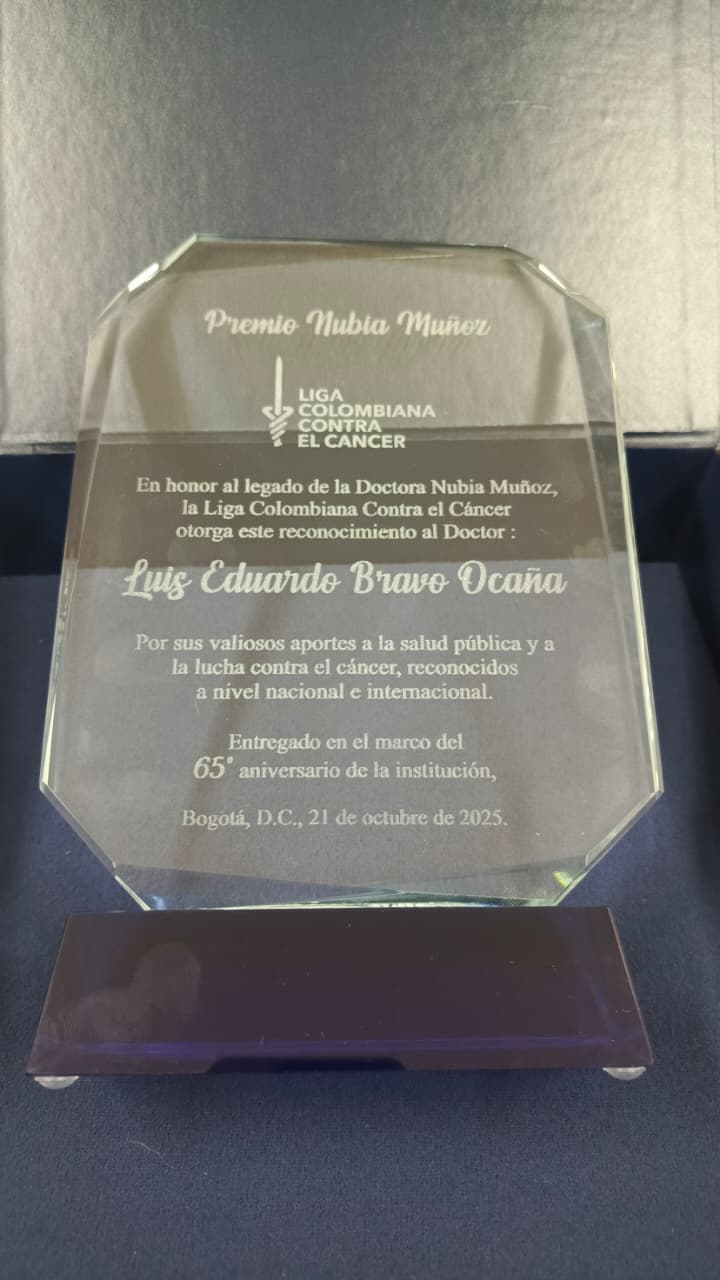 Premio Nubia Muñoz
LIGA
COLOMBIANA
CONTRA
EL CANCER
En honor al legado de la Doctora Nubia Muñoz,
la Liga Colombiana Contra el Cáncer
otorga este reconocimiento al Doctor :
Luis Eduardo Bravo Ocaña
Por sus valiosos aportes a la salud pública y a
la lucha contra el cáncer, reconocidos
a nivel nacional e internacional.
Entregado en el marco del
65° aniversario de la institución,
Bogotá, D.C., 21 de octubre de 2025.